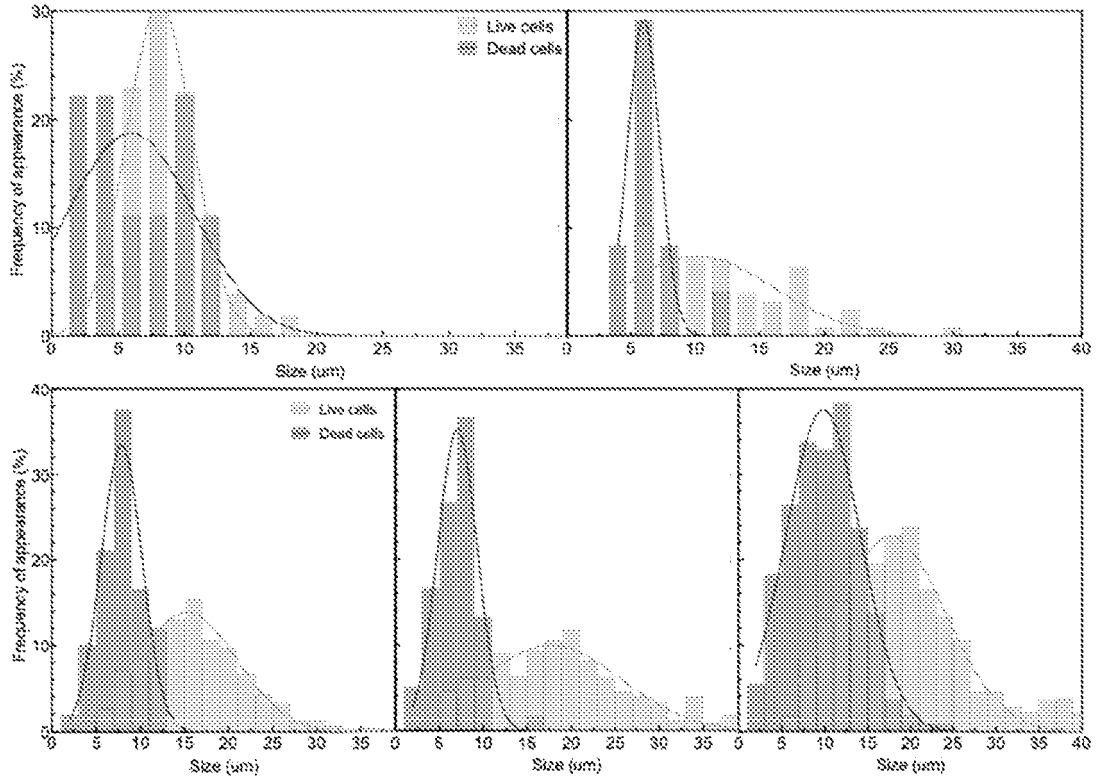 30
20
10
0
Frequency of appearance (%)
Live cells
Dead cells
0 5 10 15 20 25 30 35 0 5 10 15 20 25 30 35 40
Size (um) Size (um)
40
30
20
10
0
Frequency of appearance (%)
Live cells
Dead cells
0 5 10 15 20 25 30 35 0 5 10 15 20 25 30 35 0 5 10 15 20 25 30 35 40
Size (um) Size (um) Size (um)